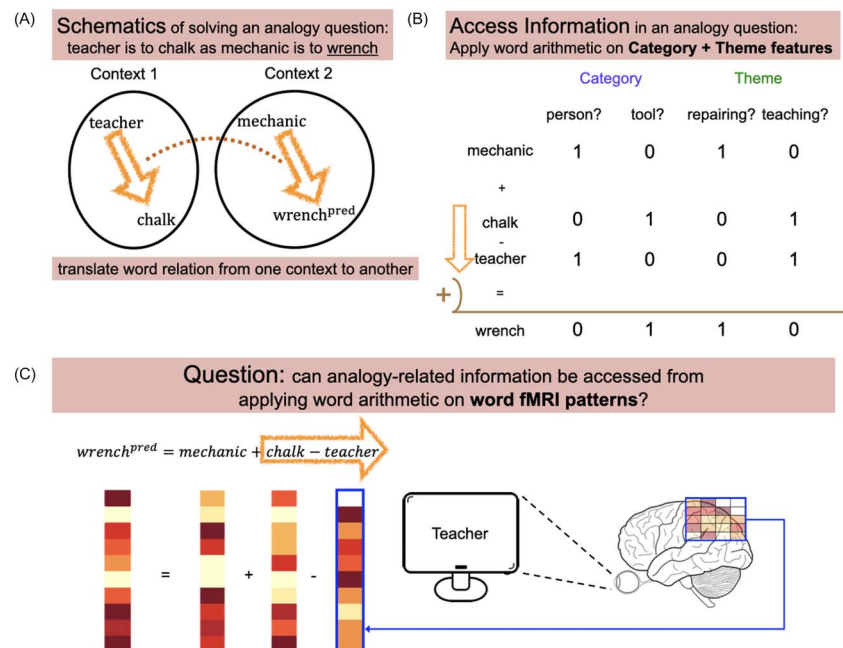 (A)
Schematics of solving an analogy question:
teacher is to chalk as mechanic is to wrench
Context 1
Context 2
teacher
mechanic
chalk
wrench^pred
translate word relation from one context to another
(B)
Access Information in an analogy question:
Apply word arithmetic on Category + Theme features
Category Theme
person? tool? repairing? teaching?
mechanic 1 0 1 0
+
chalk 0 1 0 1
-
teacher 1 0 0 1
+ =
wrench 0 1 1 0
(C)
Question: can analogy-related information be accessed from
applying word arithmetic on word fMRI patterns?
wrench^pred = mechanic + chalk − teacher
= + -
Teacher